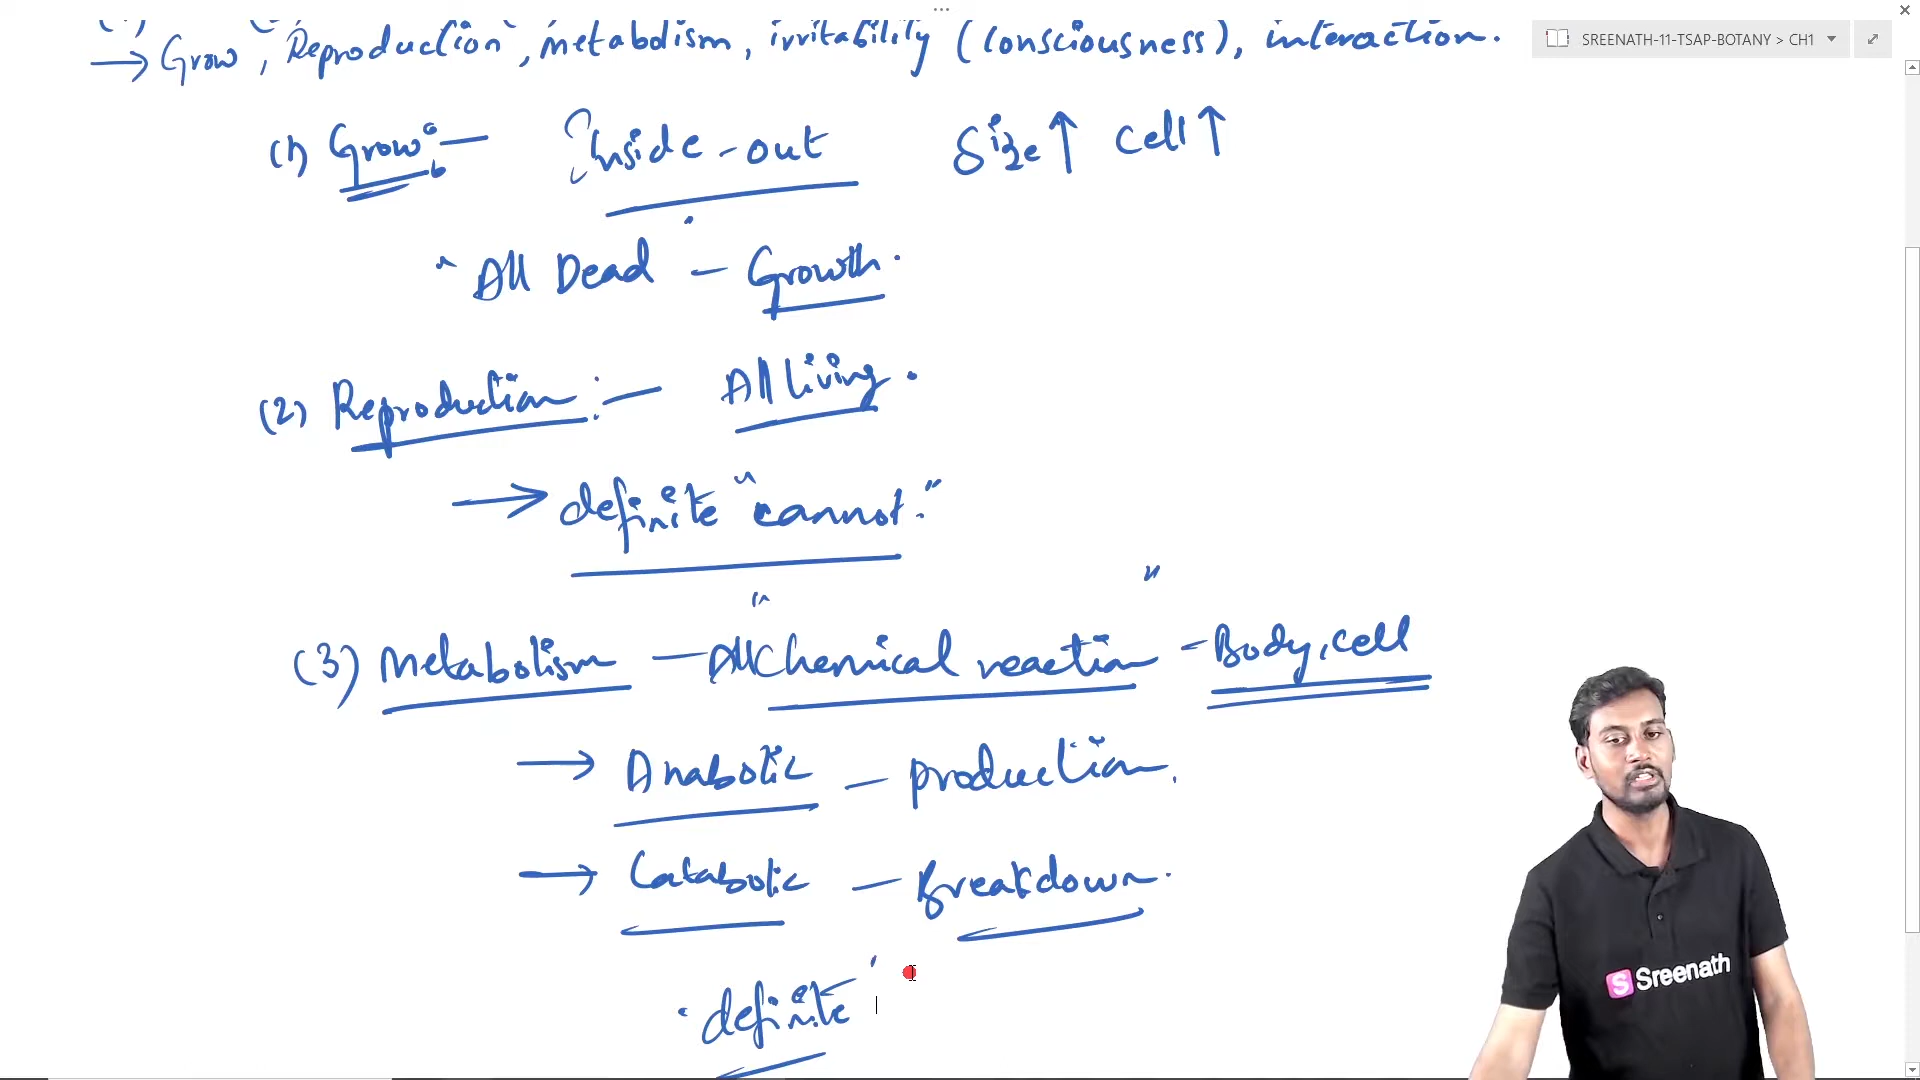 SREENATH-11-TSAP-BOTANY > CH1
→ Grow, Reproduction, metabolism, irritability (consciousness), interaction.
(1) Grow — Inside-out Size ↑ cell ↑
"All Dead - Growth.
(2) Reproduction :— All living.
→ definite "cannot."
(3) Metabolism — "All Chemical reaction" - Body, cell
→ Anabolic — production.
→ Catabolic — Breakdown.
definite
Sreenath